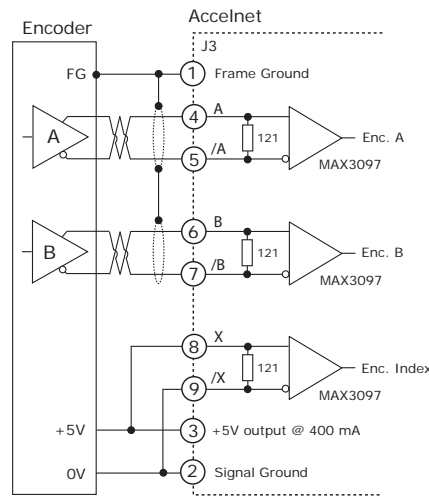 Accelnet
Encoder
J3
FG
1
Frame Ground
A
4
A
121
Enc. A
5
/A
MAX3097
B
6
B
121
Enc. B
7
/B
MAX3097
8
X
121
Enc. Index
9
/X
MAX3097
+5V
3
+5V output @ 400 mA
0V
2
Signal Ground